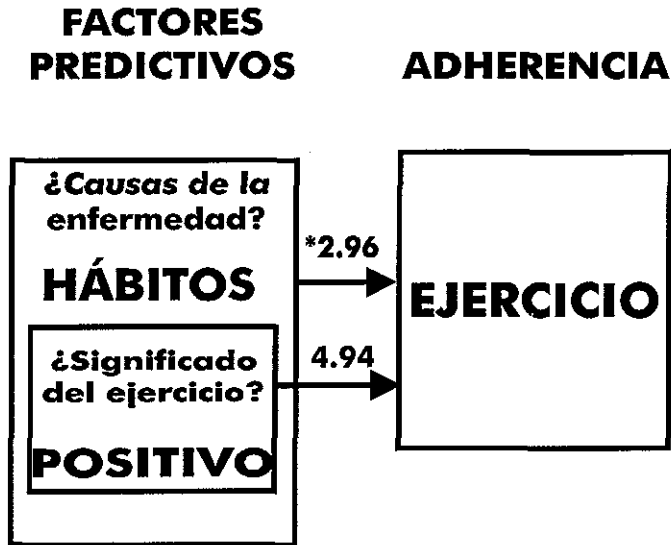 FACTORES
PREDICTIVOS
ADHERENCIA
¿Causas de la
enfermedad?
HÁBITOS
*2.96
¿Significado
del ejercicio?
POSITIVO
4.94
EJERCICIO